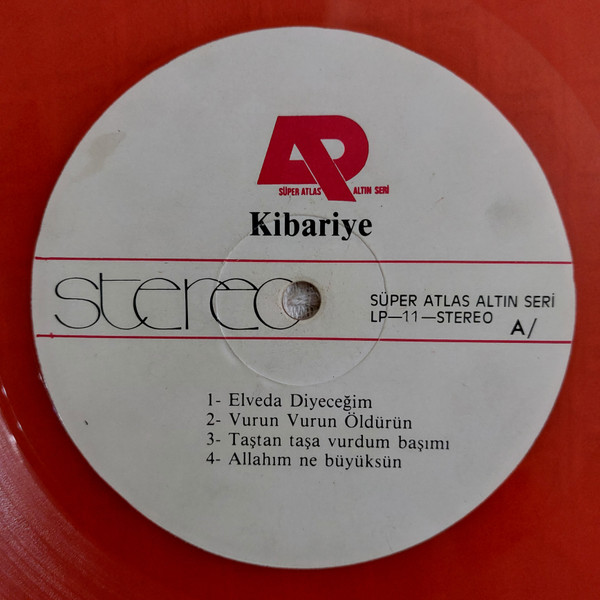 AP
SÜPER ATLAS ALTIN SERİ
Kibariye
stereo
SÜPER ATLAS ALTIN SERİ
LP—11—STEREO
A/
1- Elveda Diyeceğim
2- Vurun Vurun Öldürün
3- Taştan taşa vurdum başımı
4- Allahım ne büyüksün